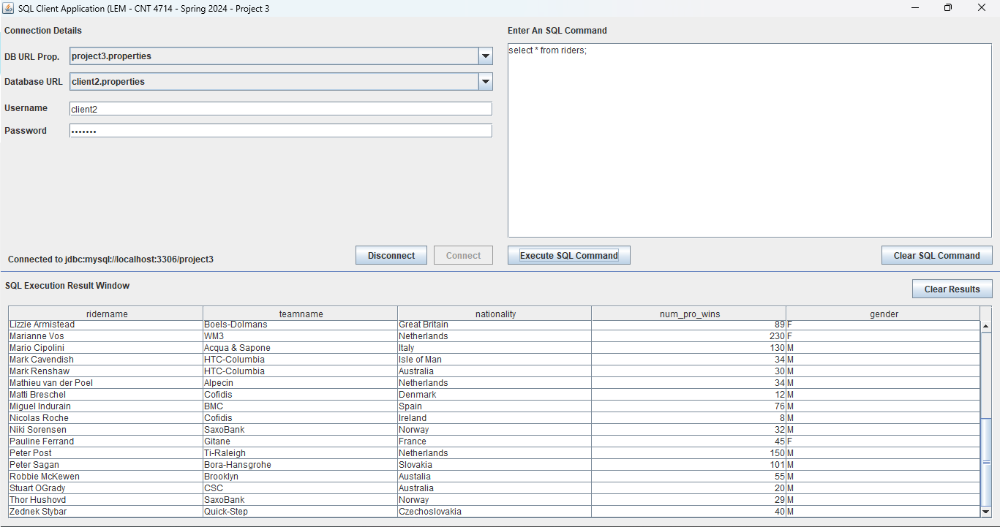 SQL Client Application (LEM - CNT 4714 - Spring 2024 - Project 3
Connection Details
DB URL Prop. project3.properties
Database URL client2.properties
Username client2
Password •••••••
Connected to jdbc:mysql://localhost:3306/project3
Disconnect Connect
Enter An SQL Command
select * from riders;
Execute SQL Command Clear SQL Command
SQL Execution Result Window
Clear Results
ridername teamname nationality num_pro_wins gender
Lizzie Armistead Boels-Dolmans Great Britain 89 F
Marianne Vos WM3 Netherlands 230 F
Mario Cipolini Acqua & Sapone Italy 130 M
Mark Cavendish HTC-Columbia Isle of Man 34 M
Mark Renshaw HTC-Columbia Australia 30 M
Mathieu van der Poel Alpecin Netherlands 34 M
Matti Breschel Cofidis Denmark 12 M
Miguel Indurain BMC Spain 76 M
Nicolas Roche Cofidis Ireland 8 M
Niki Sorensen SaxoBank Norway 32 M
Pauline Ferrand Gitane France 45 F
Peter Post Ti-Raleigh Netherlands 150 M
Peter Sagan Bora-Hansgrohe Slovakia 101 M
Robbie McKewen Brooklyn Austalia 55 M
Stuart OGrady CSC Australia 20 M
Thor Hushovd SaxoBank Norway 29 M
Zednek Stybar Quick-Step Czechoslovakia 40 M